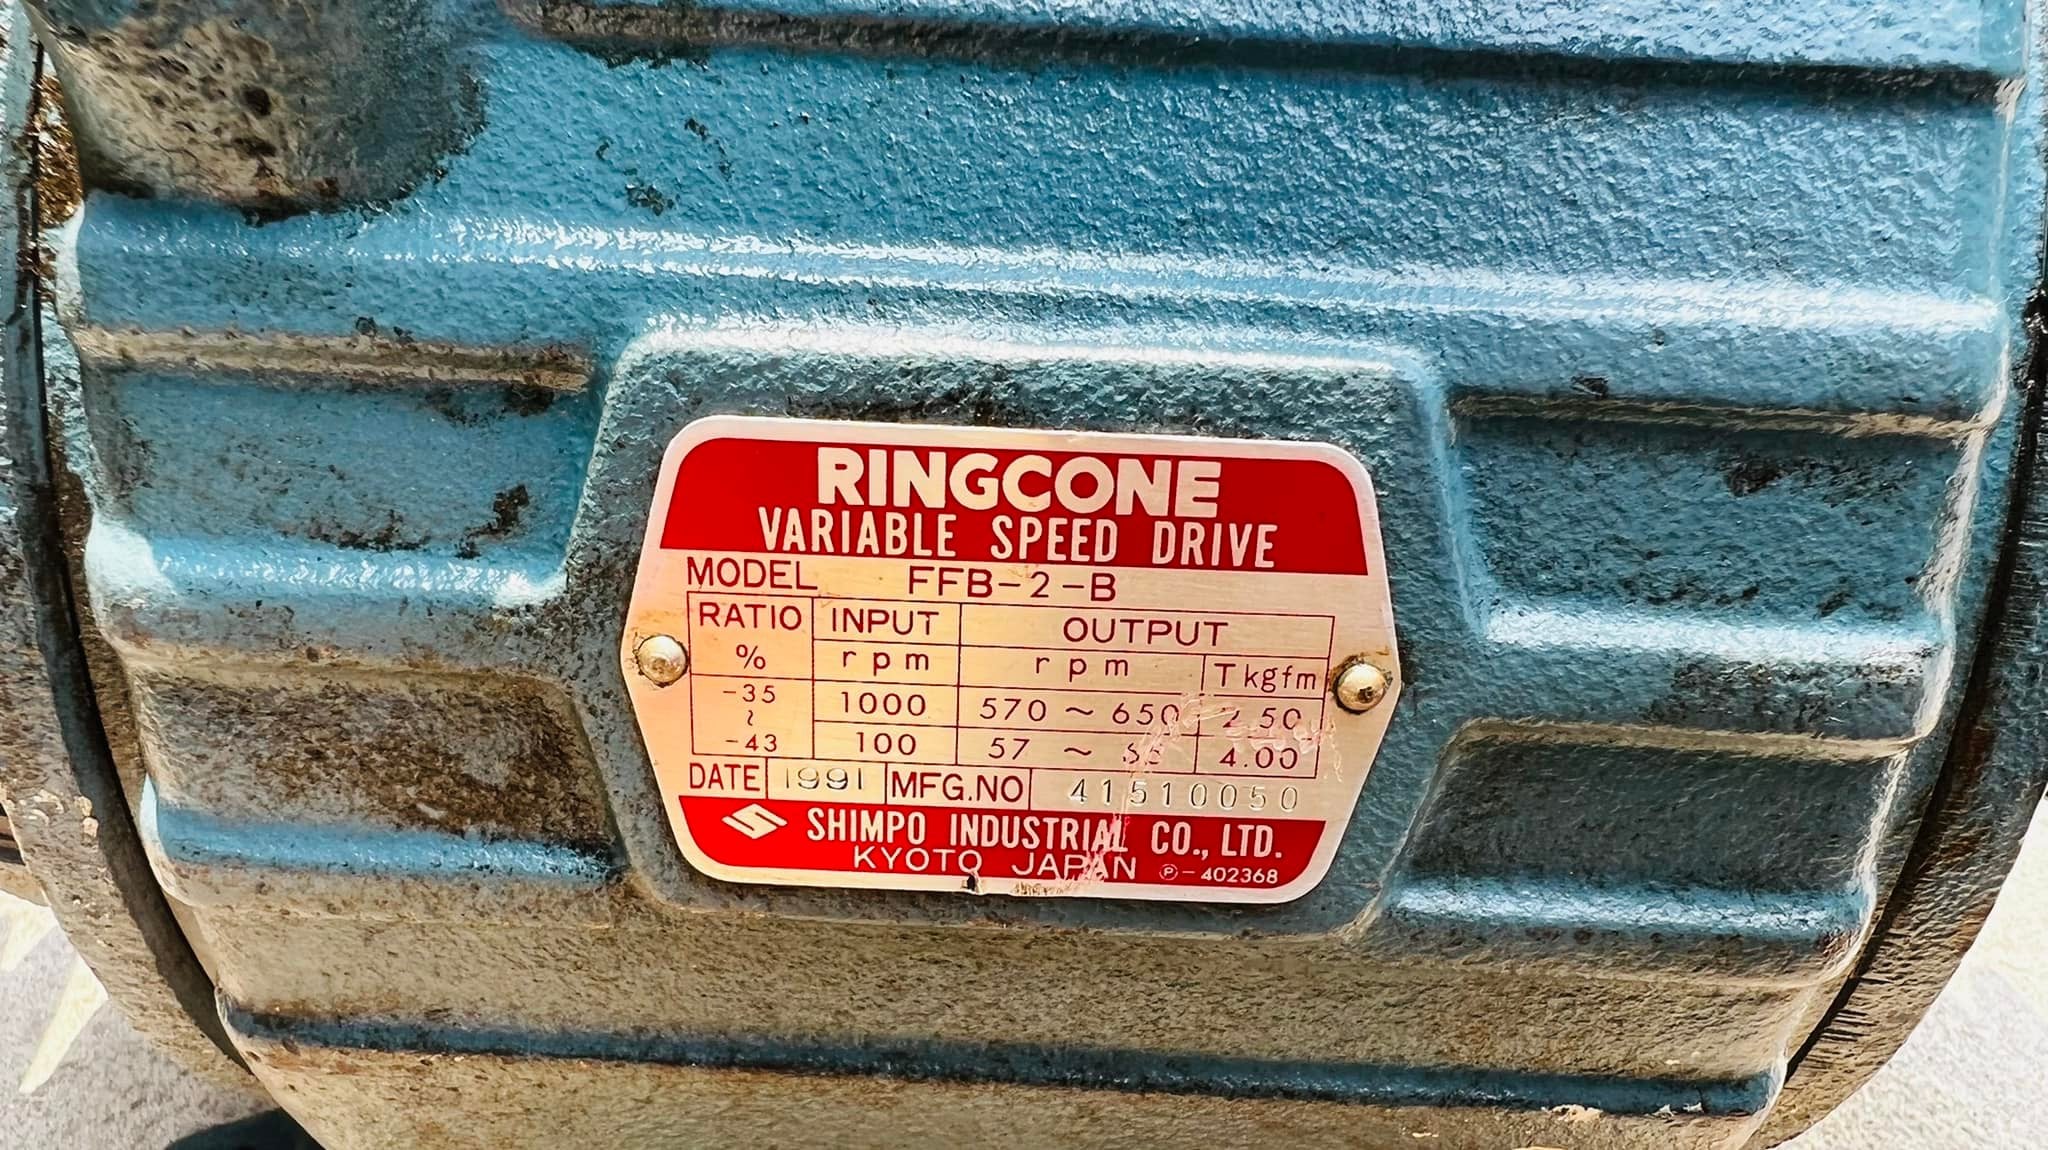 RINGCONE
VARIABLE SPEED DRIVE
MODEL FFB-2-B
RATIO INPUT OUTPUT
% rpm rpm Tkgfm
-35 1000 570 ~ 650 2.50
~
-43 100 57 ~ 65 4.00
DATE 1991 MFG.NO 41510050
SHIMPO INDUSTRIAL CO., LTD.
KYOTO JAPAN Ⓟ-402368